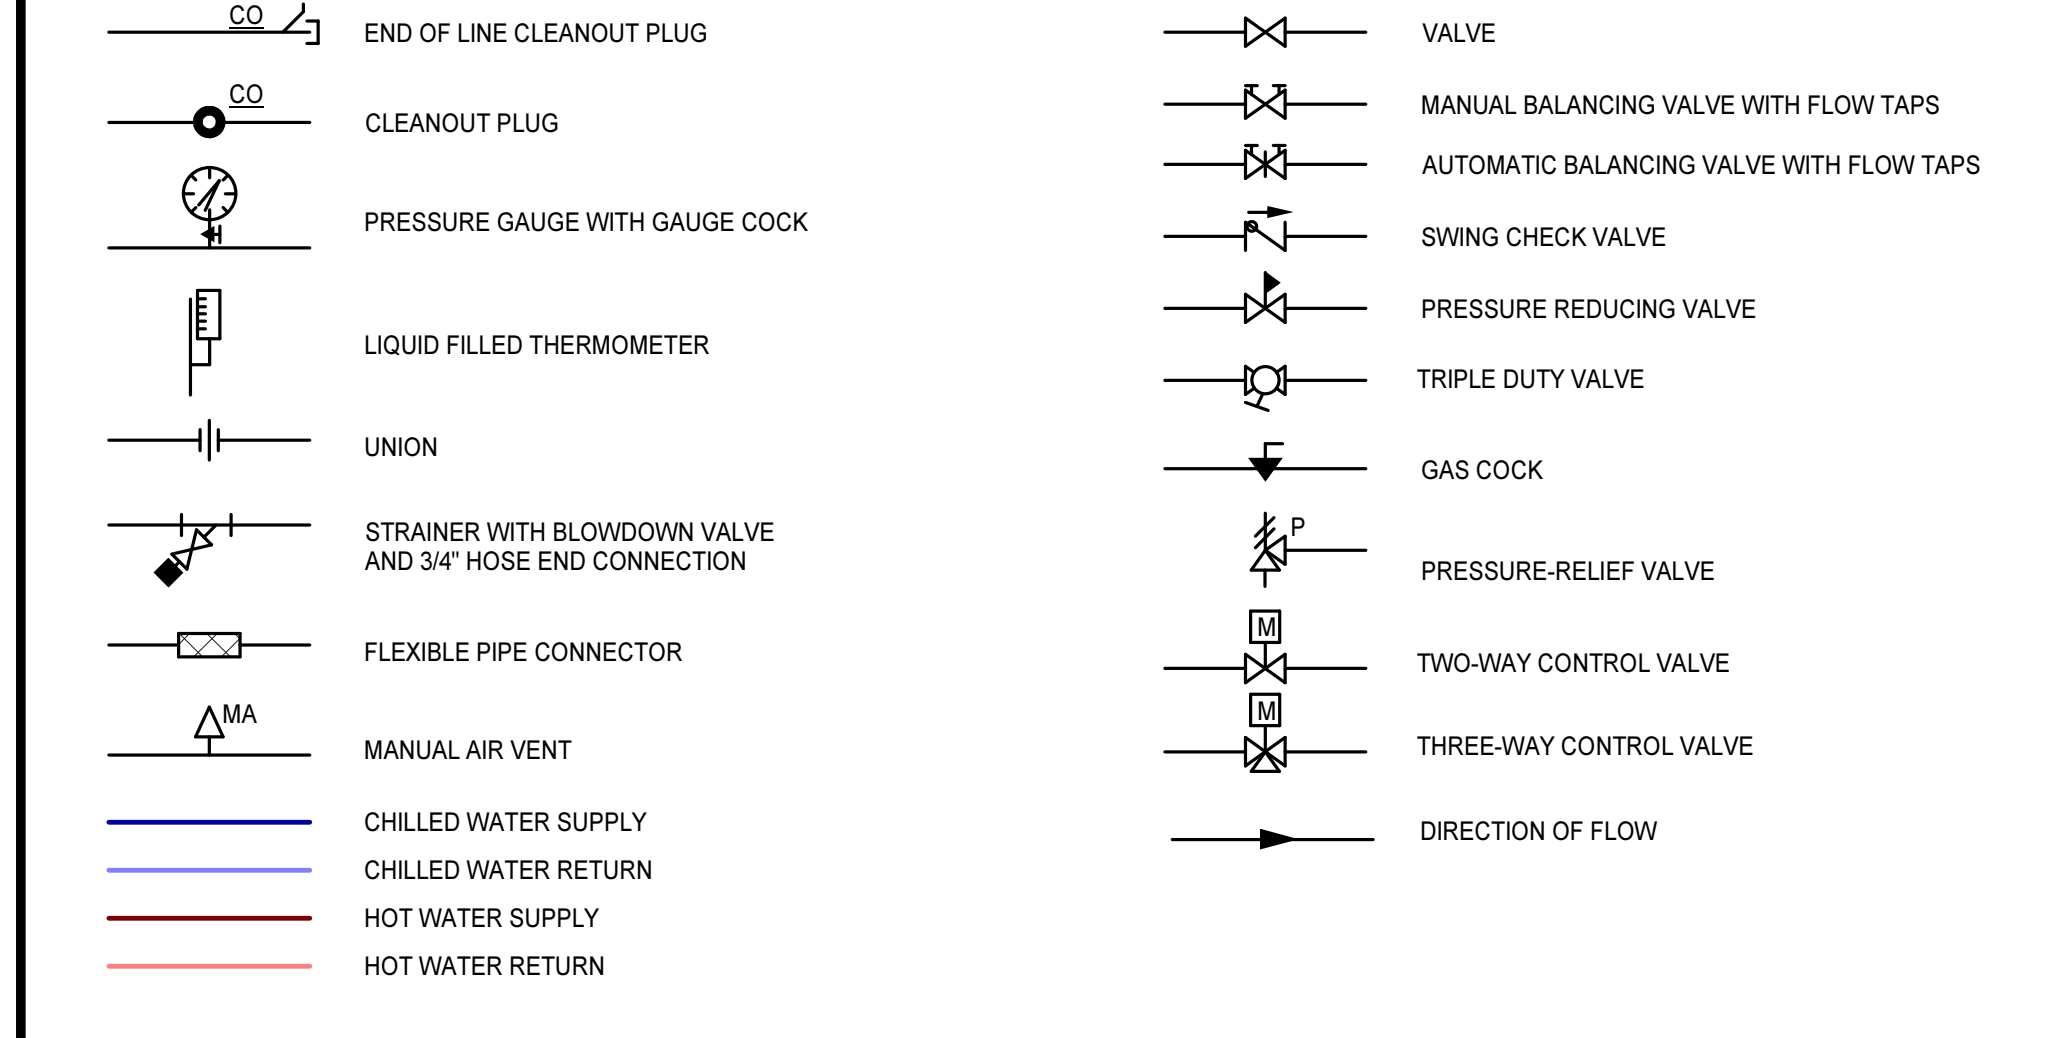 CO
END OF LINE CLEANOUT PLUG
CO
CLEANOUT PLUG
PRESSURE GAUGE WITH GAUGE COCK
LIQUID FILLED THERMOMETER
UNION
STRAINER WITH BLOWDOWN VALVE
AND 3/4" HOSE END CONNECTION
FLEXIBLE PIPE CONNECTOR
MA
MANUAL AIR VENT
CHILLED WATER SUPPLY
CHILLED WATER RETURN
HOT WATER SUPPLY
HOT WATER RETURN
VALVE
MANUAL BALANCING VALVE WITH FLOW TAPS
AUTOMATIC BALANCING VALVE WITH FLOW TAPS
SWING CHECK VALVE
PRESSURE REDUCING VALVE
TRIPLE DUTY VALVE
GAS COCK
P
PRESSURE-RELIEF VALVE
M
TWO-WAY CONTROL VALVE
M
THREE-WAY CONTROL VALVE
DIRECTION OF FLOW